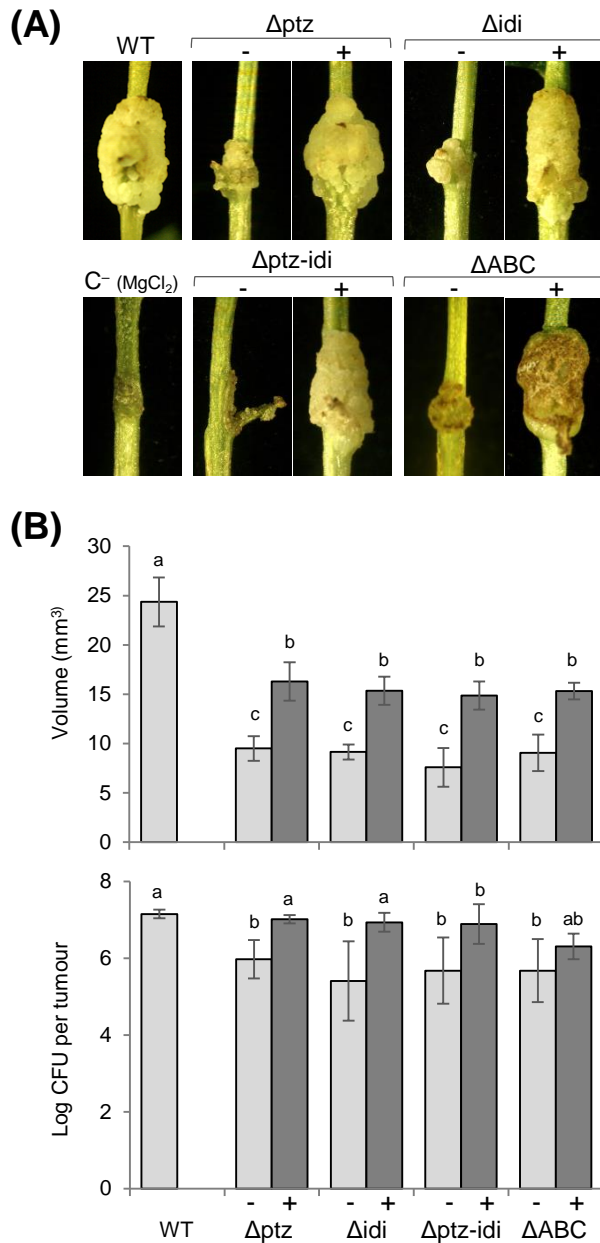 (A)
WT Δptz Δidi
- + - +
C⁻ (MgCl₂) Δptz-idi ΔABC
- + - +
(B)
30
25
20
15
10
5
0
Volume (mm³)
a
c b c b c b c b
8
6
4
2
0
Log CFU per tumour
a b a b a b b b ab
- + - + - + - +
WT Δptz Δidi Δptz-idi ΔABC